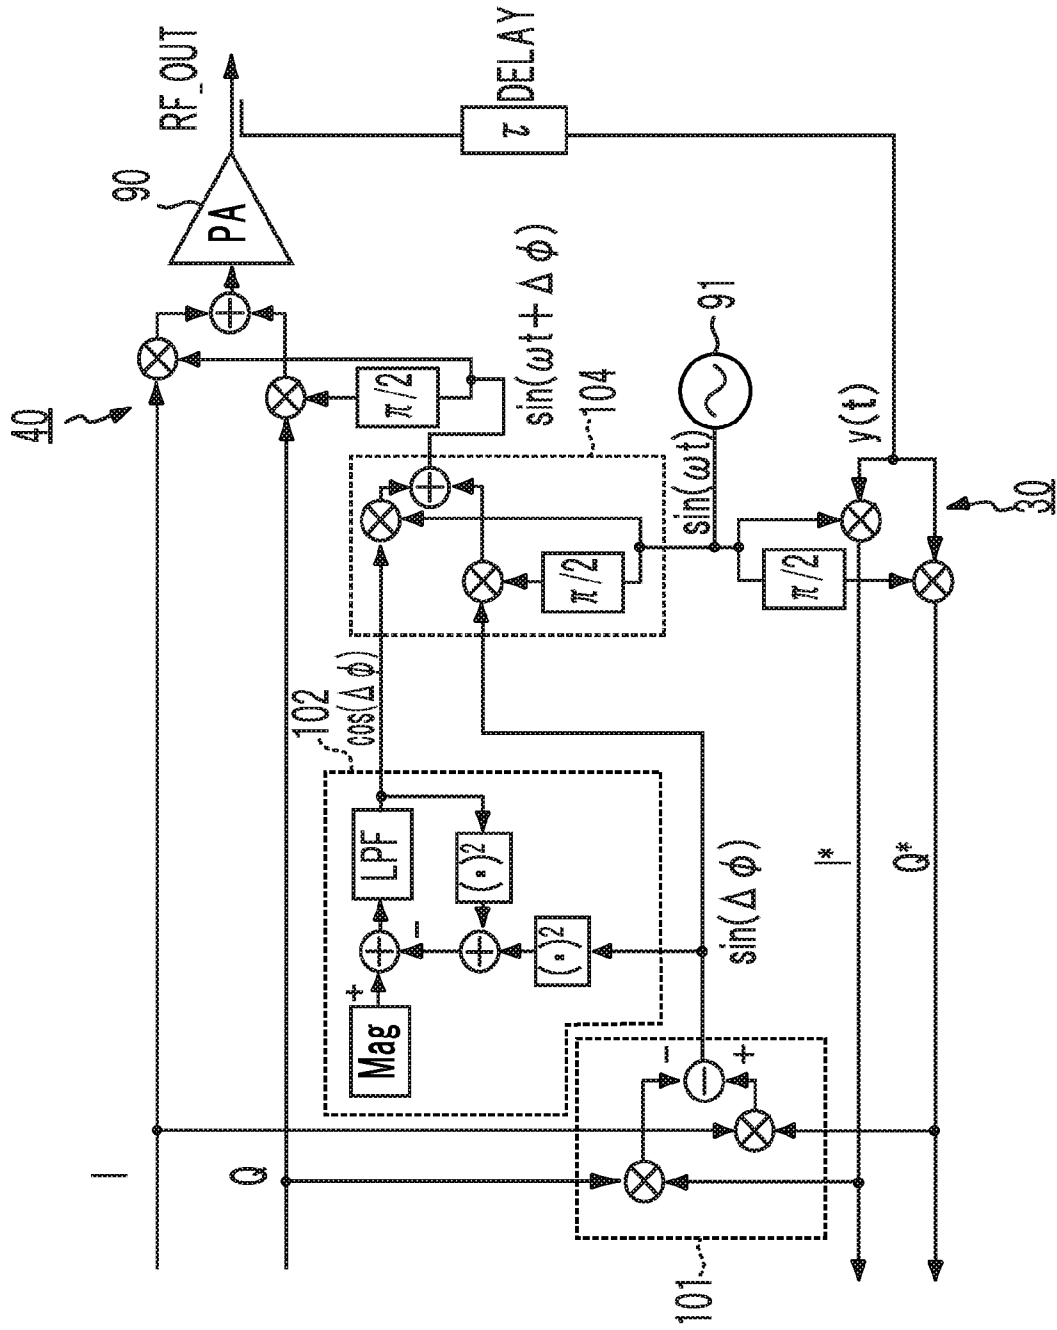 40
I
Q
RF_OUT
90
PA
π/2
sin(ωt+Δφ)
104
102
cos(Δφ)
LPF
Mag
+
−
(·)²
(·)²
π/2
DELAY
τ
91
sin(ωt)
sin(Δφ)
π/2
y(t)
30
I*
Q*
−
+
101